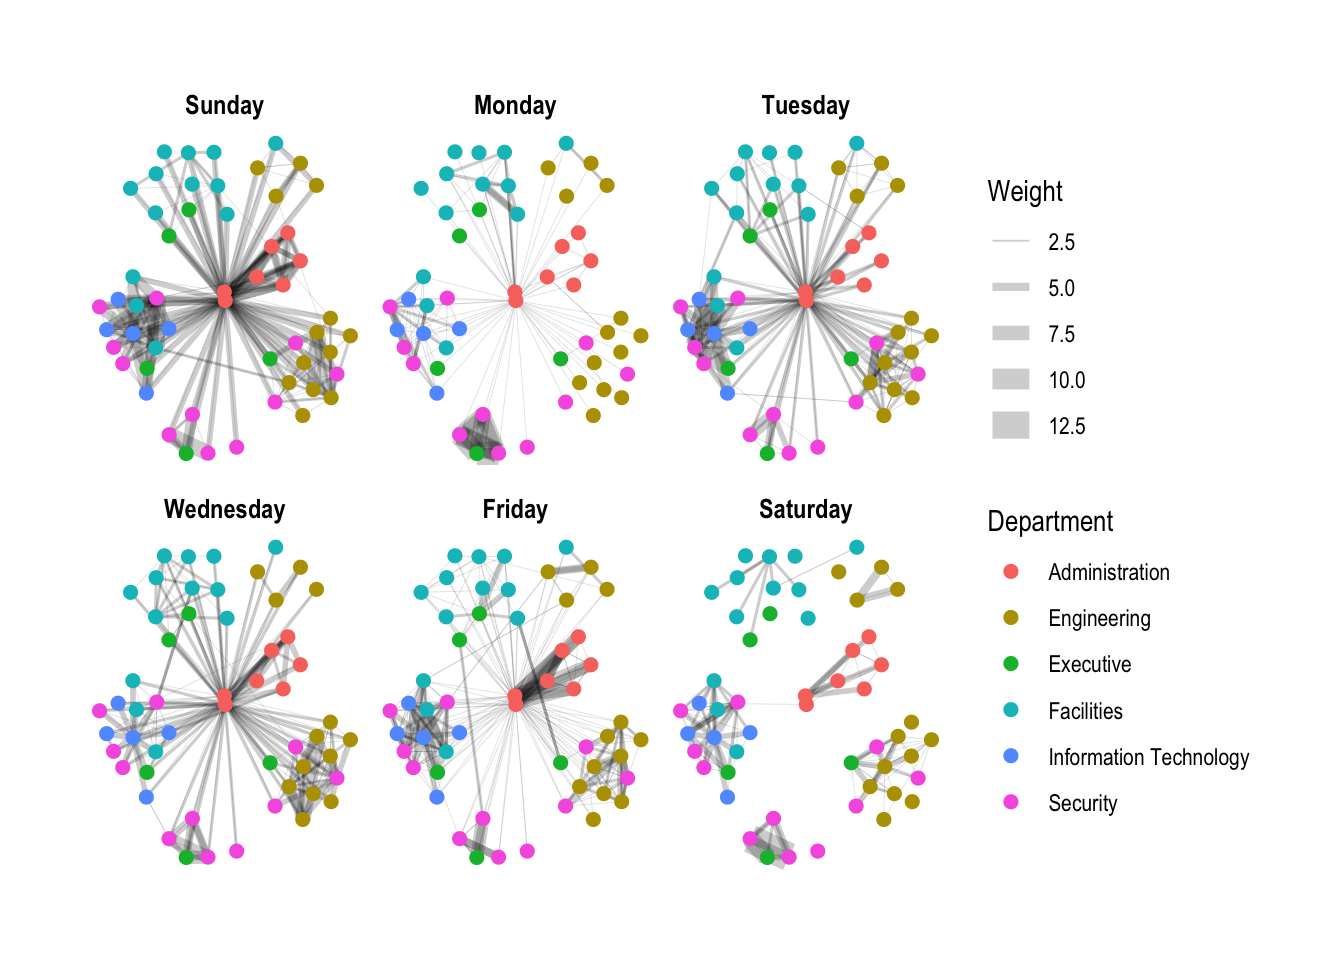 Sunday
Monday
Tuesday
Wednesday
Friday
Saturday
Weight
2.5
5.0
7.5
10.0
12.5
Department
Administration
Engineering
Executive
Facilities
Information Technology
Security